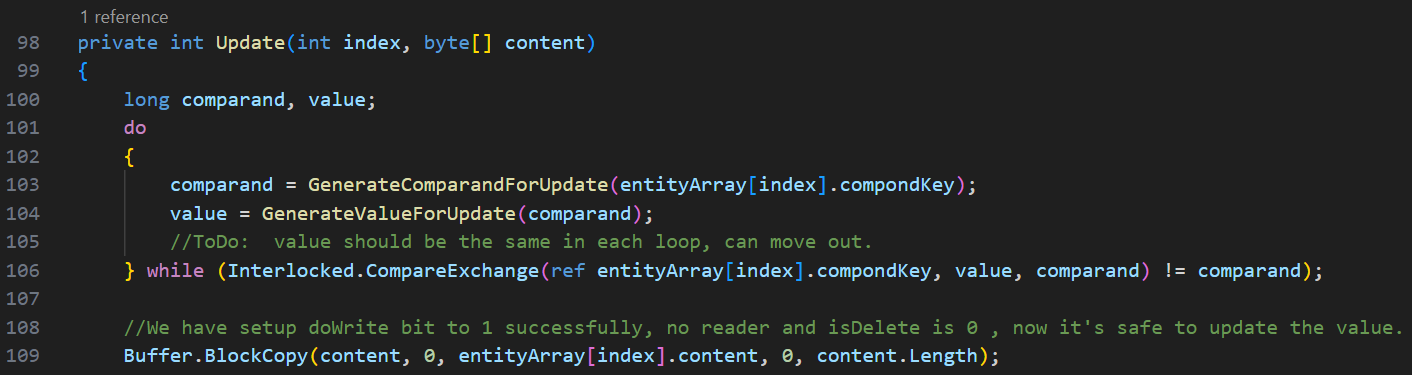 1 reference
98 private int Update(int index, byte[] content)
99 {
100 long comparand, value;
101 do
102 {
103 comparand = GenerateComparandForUpdate(entityArray[index].compondKey);
104 value = GenerateValueForUpdate(comparand);
105 //ToDo:  value should be the same in each loop, can move out.
106 } while (Interlocked.CompareExchange(ref entityArray[index].compondKey, value, comparand) != comparand);
107
108 //We have setup doWrite bit to 1 successfully, no reader and isDelete is 0 , now it's safe to update the value.
109 Buffer.BlockCopy(content, 0, entityArray[index].content, 0, content.Length);